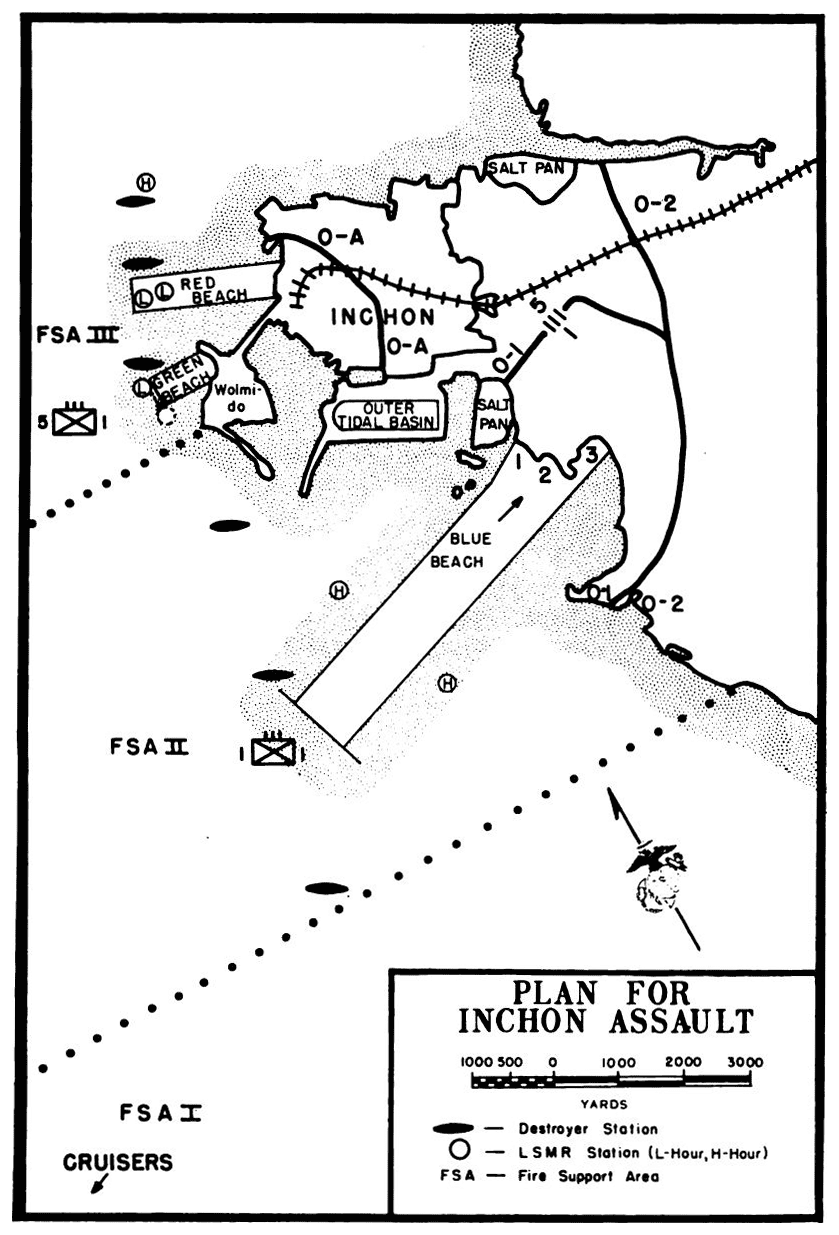 SALT PAN
H
O-2
O-A
L L RED
BEACH
INCHON
5
FSA III
O-A
O-1
L GREEN
BEACH
Wolmi-
do
5 1
OUTER
TIDAL BASIN
SALT
PAN
1
2
3
BLUE
BEACH
H
O-1
O-2
H
FSA II
1 1
PLAN FOR
INCHON ASSAULT
1000 500 0 1000 2000 3000
YARDS
— Destroyer Station
— LSMR Station (L-Hour, H-Hour)
FSA — Fire Support Area
FSA I
CRUISERS